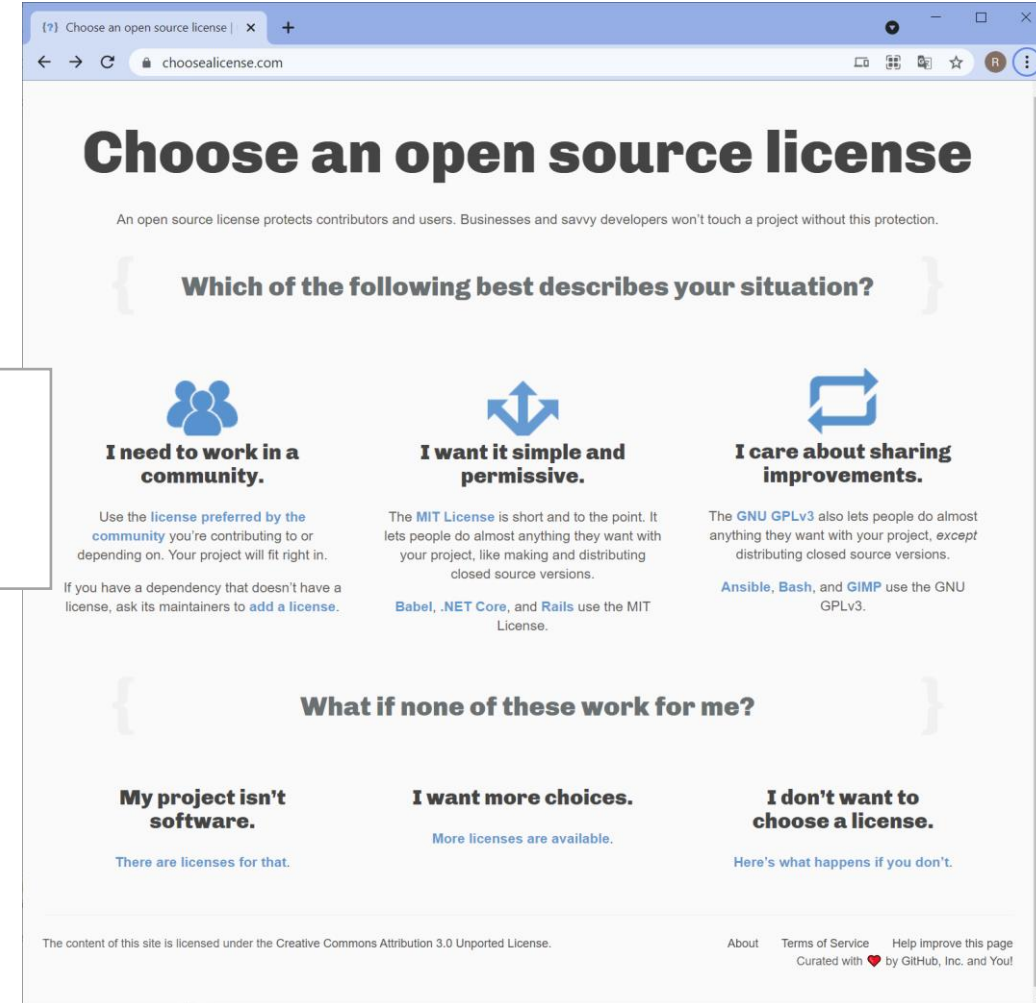 {?} Choose an open source license |
choosealicense.com
R
Choose an open source license
An open source license protects contributors and users. Businesses and savvy developers won't touch a project without this protection.
{ Which of the following best describes your situation? }
I need to work in a
community.
Use the license preferred by the
community you're contributing to or
depending on. Your project will fit right in.
If you have a dependency that doesn't have a
license, ask its maintainers to add a license.
I want it simple and
permissive.
The MIT License is short and to the point. It
lets people do almost anything they want with
your project, like making and distributing
closed source versions.
Babel, .NET Core, and Rails use the MIT
License.
I care about sharing
improvements.
The GNU GPLv3 also lets people do almost
anything they want with your project, except
distributing closed source versions.
Ansible, Bash, and GIMP use the GNU
GPLv3.
{ What if none of these work for me? }
My project isn't
software.
There are licenses for that.
I want more choices.
More licenses are available.
I don't want to
choose a license.
Here's what happens if you don't.
The content of this site is licensed under the Creative Commons Attribution 3.0 Unported License.
About Terms of Service Help improve this page
Curated with ❤ by GitHub, Inc. and You!